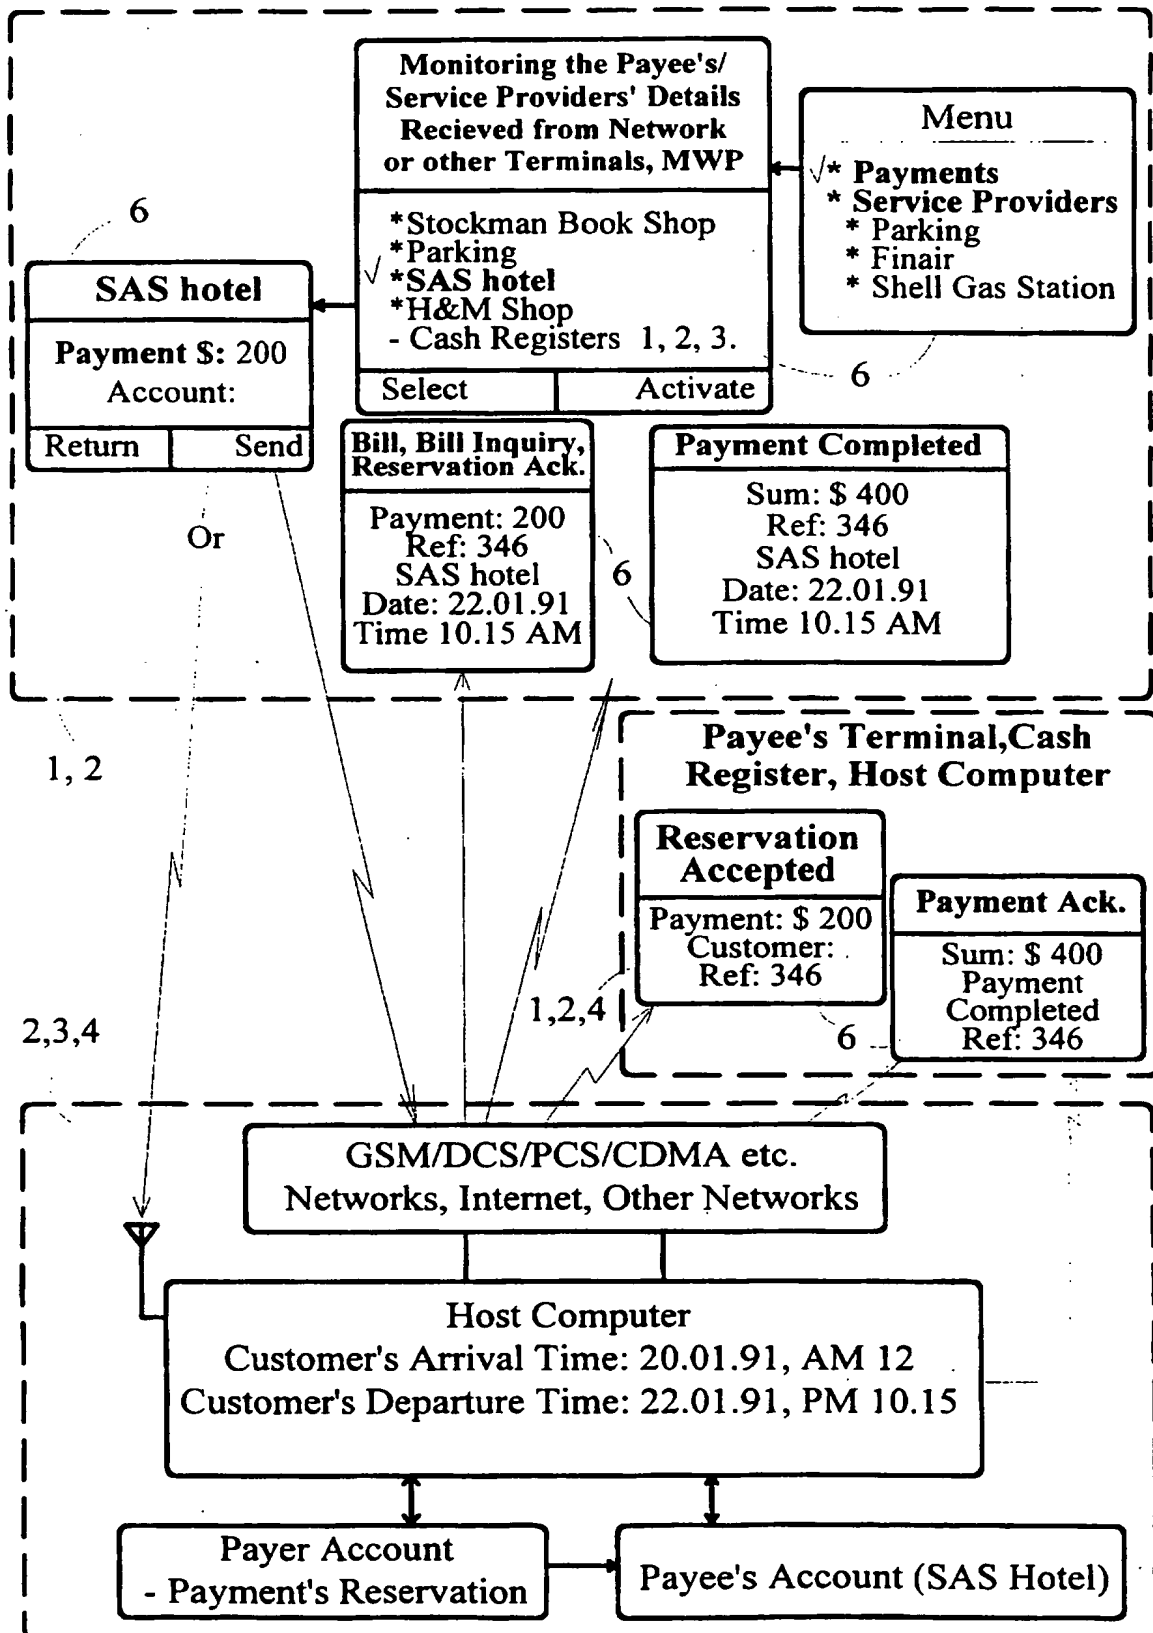 Monitoring the Payee's/
Service Providers' Details
Recieved from Network
or other Terminals, MWP
*Stockman Book Shop
*Parking
√ *SAS hotel
*H&M Shop
- Cash Registers 1, 2, 3.
Select Activate
Menu
√* Payments
* Service Providers
* Parking
* Finair
* Shell Gas Station
6
6
SAS hotel
Payment $: 200
Account:
Return Send
Or
Bill, Bill Inquiry,
Reservation Ack.
Payment: 200
Ref: 346
SAS hotel
Date: 22.01.91
Time 10.15 AM
6
Payment Completed
Sum: $ 400
Ref: 346
SAS hotel
Date: 22.01.91
Time 10.15 AM
1, 2
Payee's Terminal,Cash
Register, Host Computer
Reservation
Accepted
Payment: $ 200
Customer:
Ref: 346
Payment Ack.
Sum: $ 400
Payment
Completed
Ref: 346
1,2,4
6
2,3,4
GSM/DCS/PCS/CDMA etc.
Networks, Internet, Other Networks
Host Computer
Customer's Arrival Time: 20.01.91, AM 12
Customer's Departure Time: 22.01.91, PM 10.15
Payer Account
- Payment's Reservation
Payee's Account (SAS Hotel)